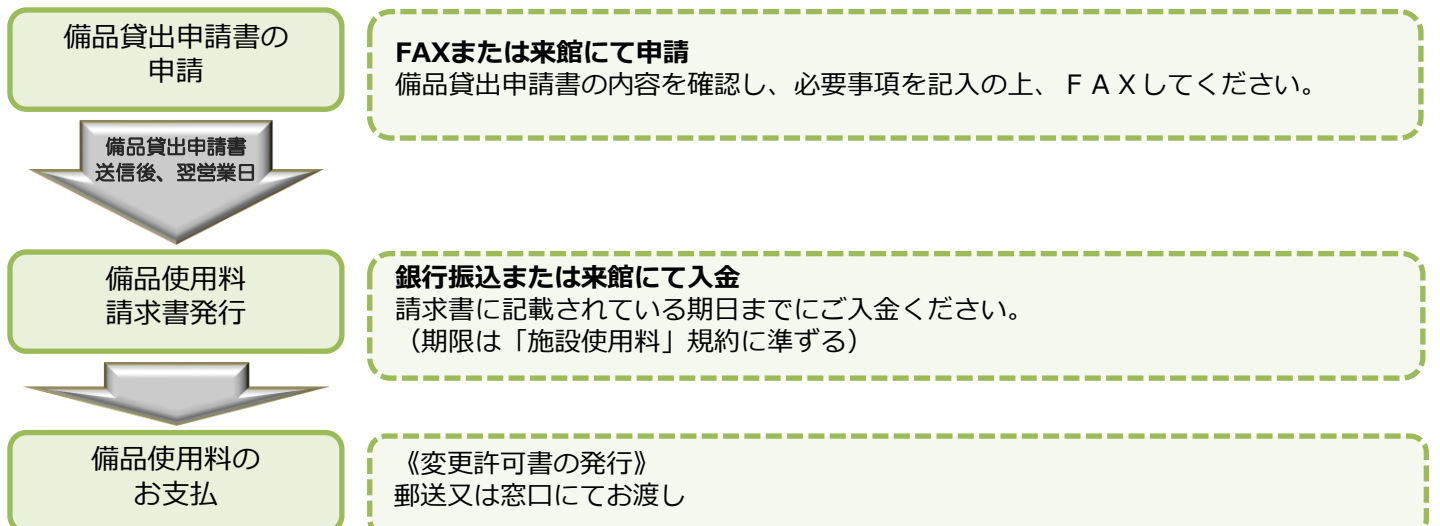 備品貸出申請書の
申請
FAXまたは来館にて申請
備品貸出申請書の内容を確認し、必要事項を記入の上、ＦＡＸしてください。
備品貸出申請書
送信後、翌営業日
備品使用料
請求書発行
銀行振込または来館にて入金
請求書に記載されている期日までにご入金ください。
（期限は「施設使用料」規約に準ずる）
備品使用料の
お支払
《変更許可書の発行》
郵送又は窓口にてお渡し